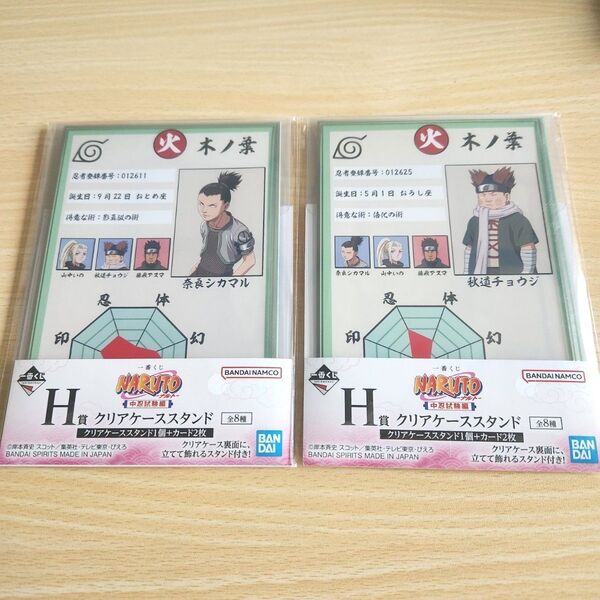 火 木ノ葉
忍者登録番号：012611
誕生日：9月22日 おとめ座
得意な術：影真似の術
山中いの 秋道チョウジ 猿飛アスマ
奈良シカマル
忍 体
印 幻
一番くじ
一番くじ
NARUTO
ナルト
中忍試験編
BANDAI NAMCO
H賞 クリアケーススタンド 全8種
クリアケーススタンド1個+カード2枚
©岸本斉史 スコット／集英社・テレビ東京・ぴえろ
BANDAI SPIRITS MADE IN JAPAN
クリアケース裏面に、
立てて飾れるスタンド付き!
BANDAI
火 木ノ葉
忍者登録番号：012625
誕生日：5月1日 おうし座
得意な術：倍化の術
奈良シカマル 山中いの 猿飛アスマ
秋道チョウジ
忍 体
印 幻
一番くじ
一番くじ
NARUTO
ナルト
中忍試験編
BANDAI NAMCO
H賞 クリアケーススタンド 全8種
クリアケーススタンド1個+カード2枚
©岸本斉史 スコット／集英社・テレビ東京・ぴえろ
BANDAI SPIRITS MADE IN JAPAN
クリアケース裏面に、
立てて飾れるスタンド付き!
BANDAI